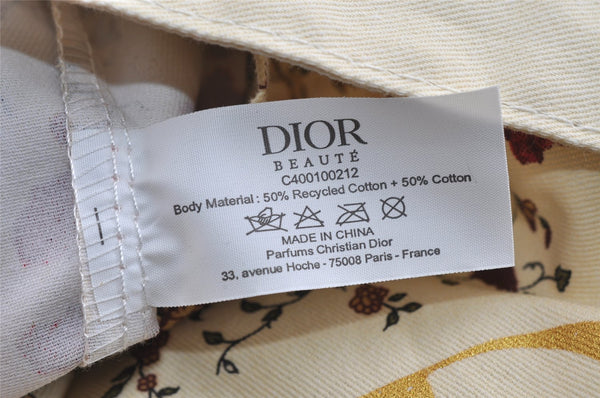 DIOR
BEAUTÉ
C400100212
Body Material : 50% Recycled Cotton + 50% Cotton
MADE IN CHINA
Parfums Christian Dior
33, avenue Hoche - 75008 Paris - France